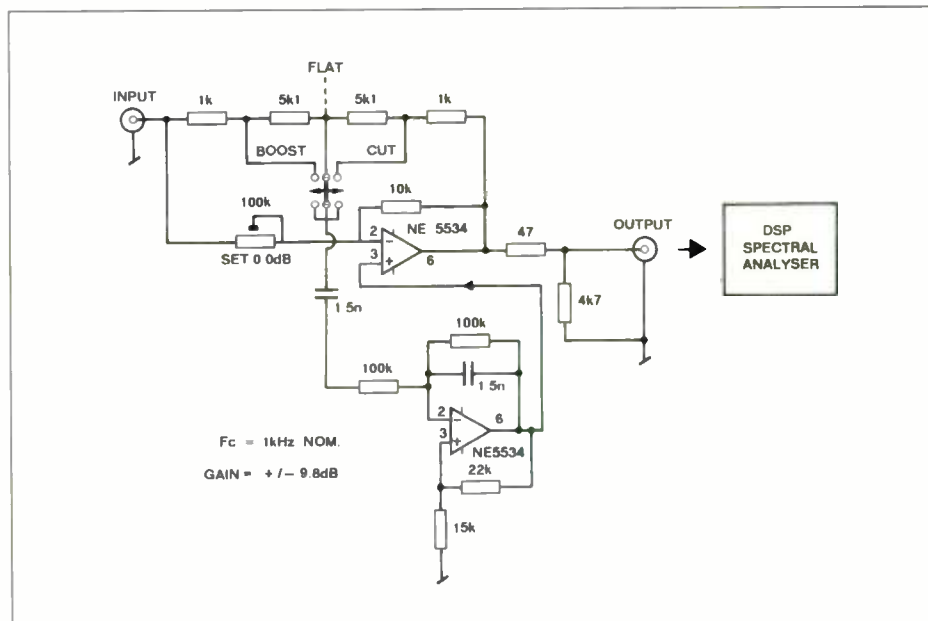 FLAT
INPUT
1k
5k1
5k1
1k
BOOST
CUT
100k
10k
2
NE 5534
OUTPUT
47
DSP
SPECTRAL
ANALYSER
3
6
SET 0 0dB
4k7
1 5n
100k
100k
1 5n
2
6
3
NE5534
Fc = 1kHz NOM.
22k
GAIN = +/- 9.8dB
15k